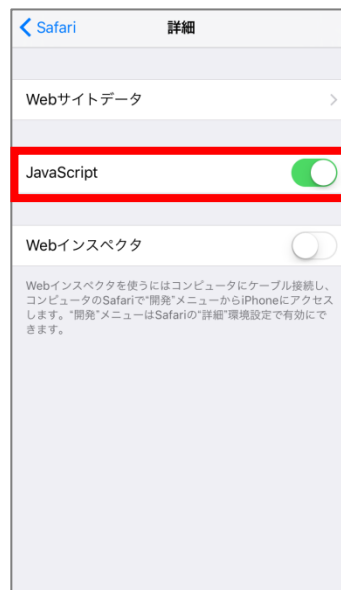 Safari
詳細
Webサイトデータ
JavaScript
Webインスペクタ
Webインスペクタを使うにはコンピュータにケーブル接続し、
コンピュータのSafariで“開発”メニューからiPhoneにアクセス
します。“開発”メニューはSafariの“詳細”環境設定で有効にで
きます。